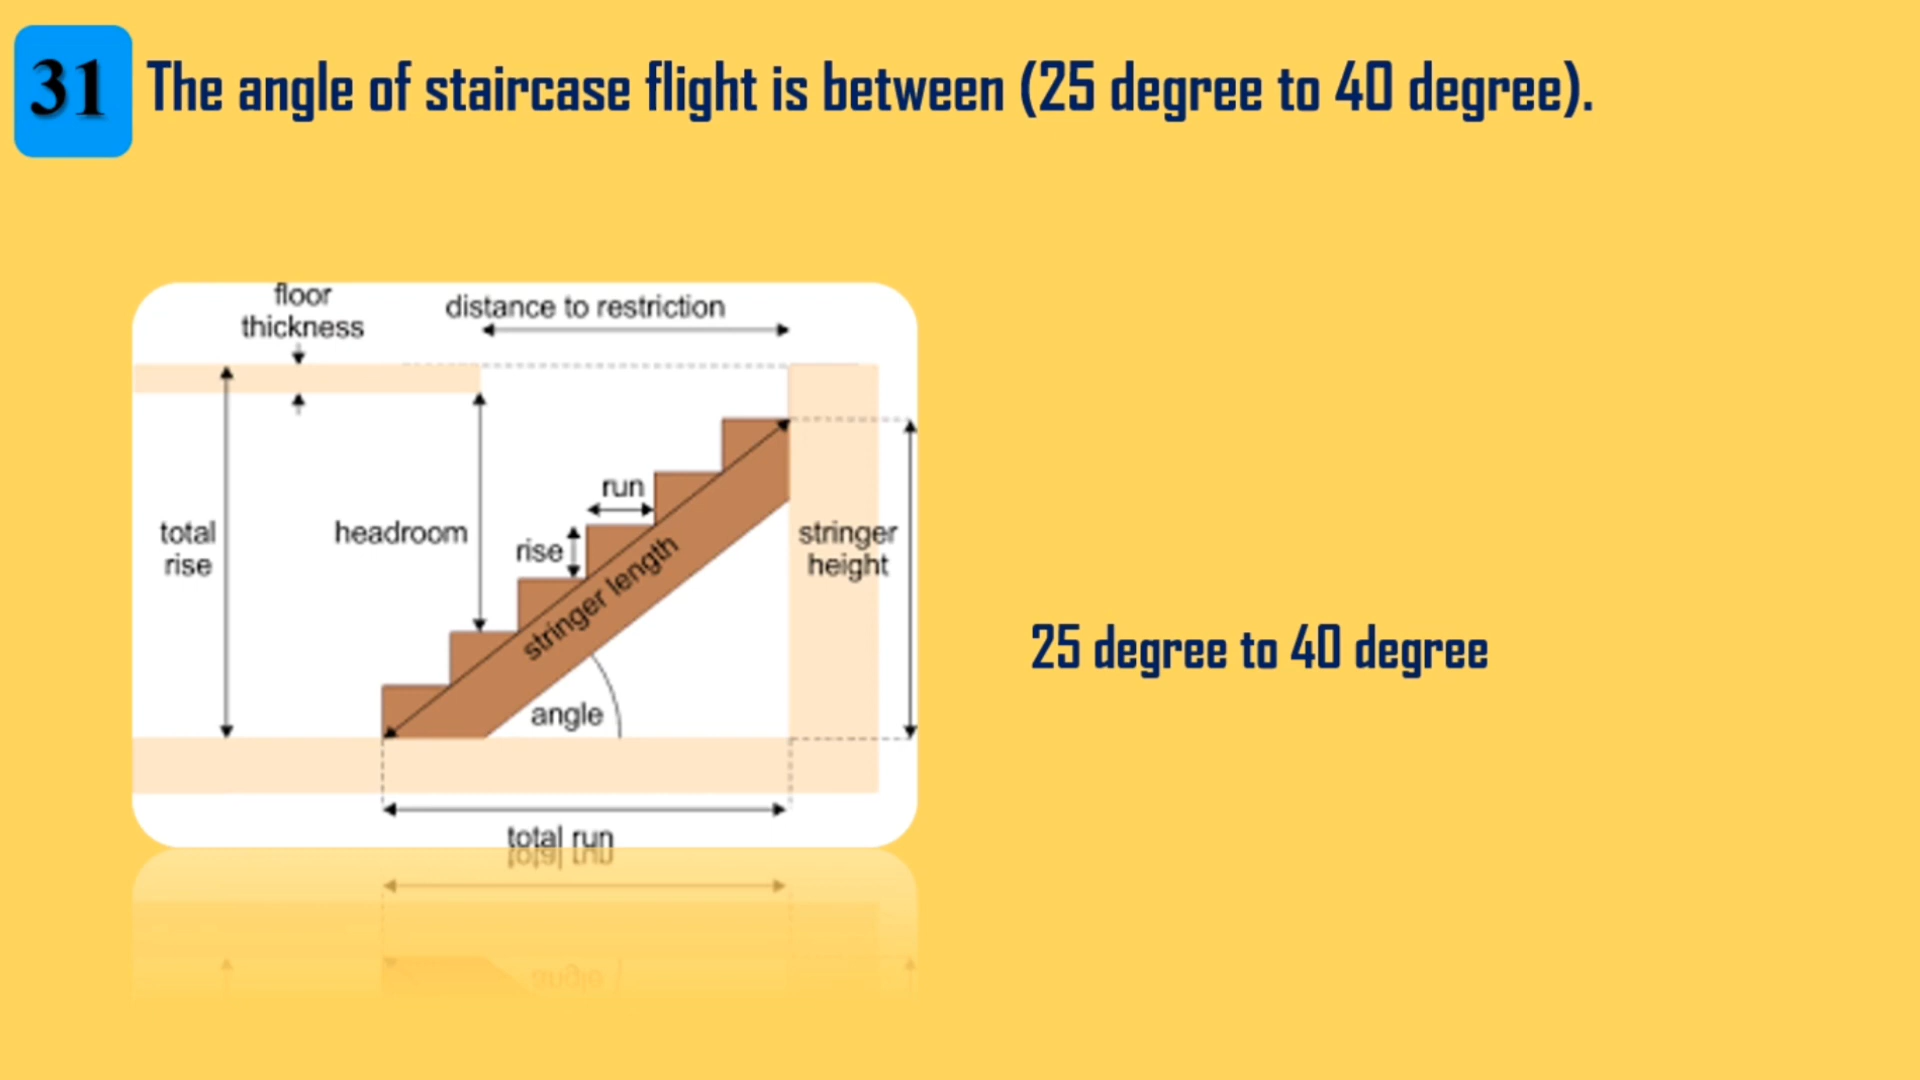 31
The angle of staircase flight is between (25 degree to 40 degree).
floor
thickness
distance to restriction
run
total
rise
headroom
rise
stringer length
stringer
height
angle
total run
25 degree to 40 degree